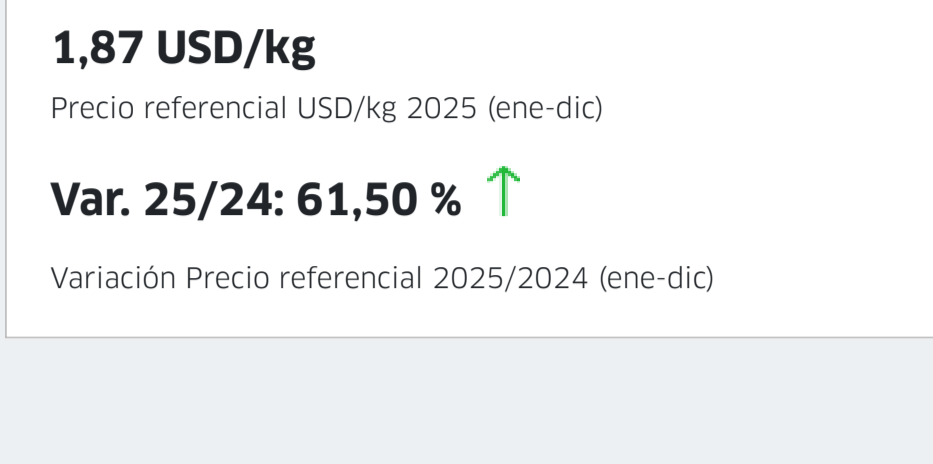 1,87 USD/kg
Precio referencial USD/kg 2025 (ene-dic)
Var. 25/24: 61,50 %
Variación Precio referencial 2025/2024 (ene-dic)